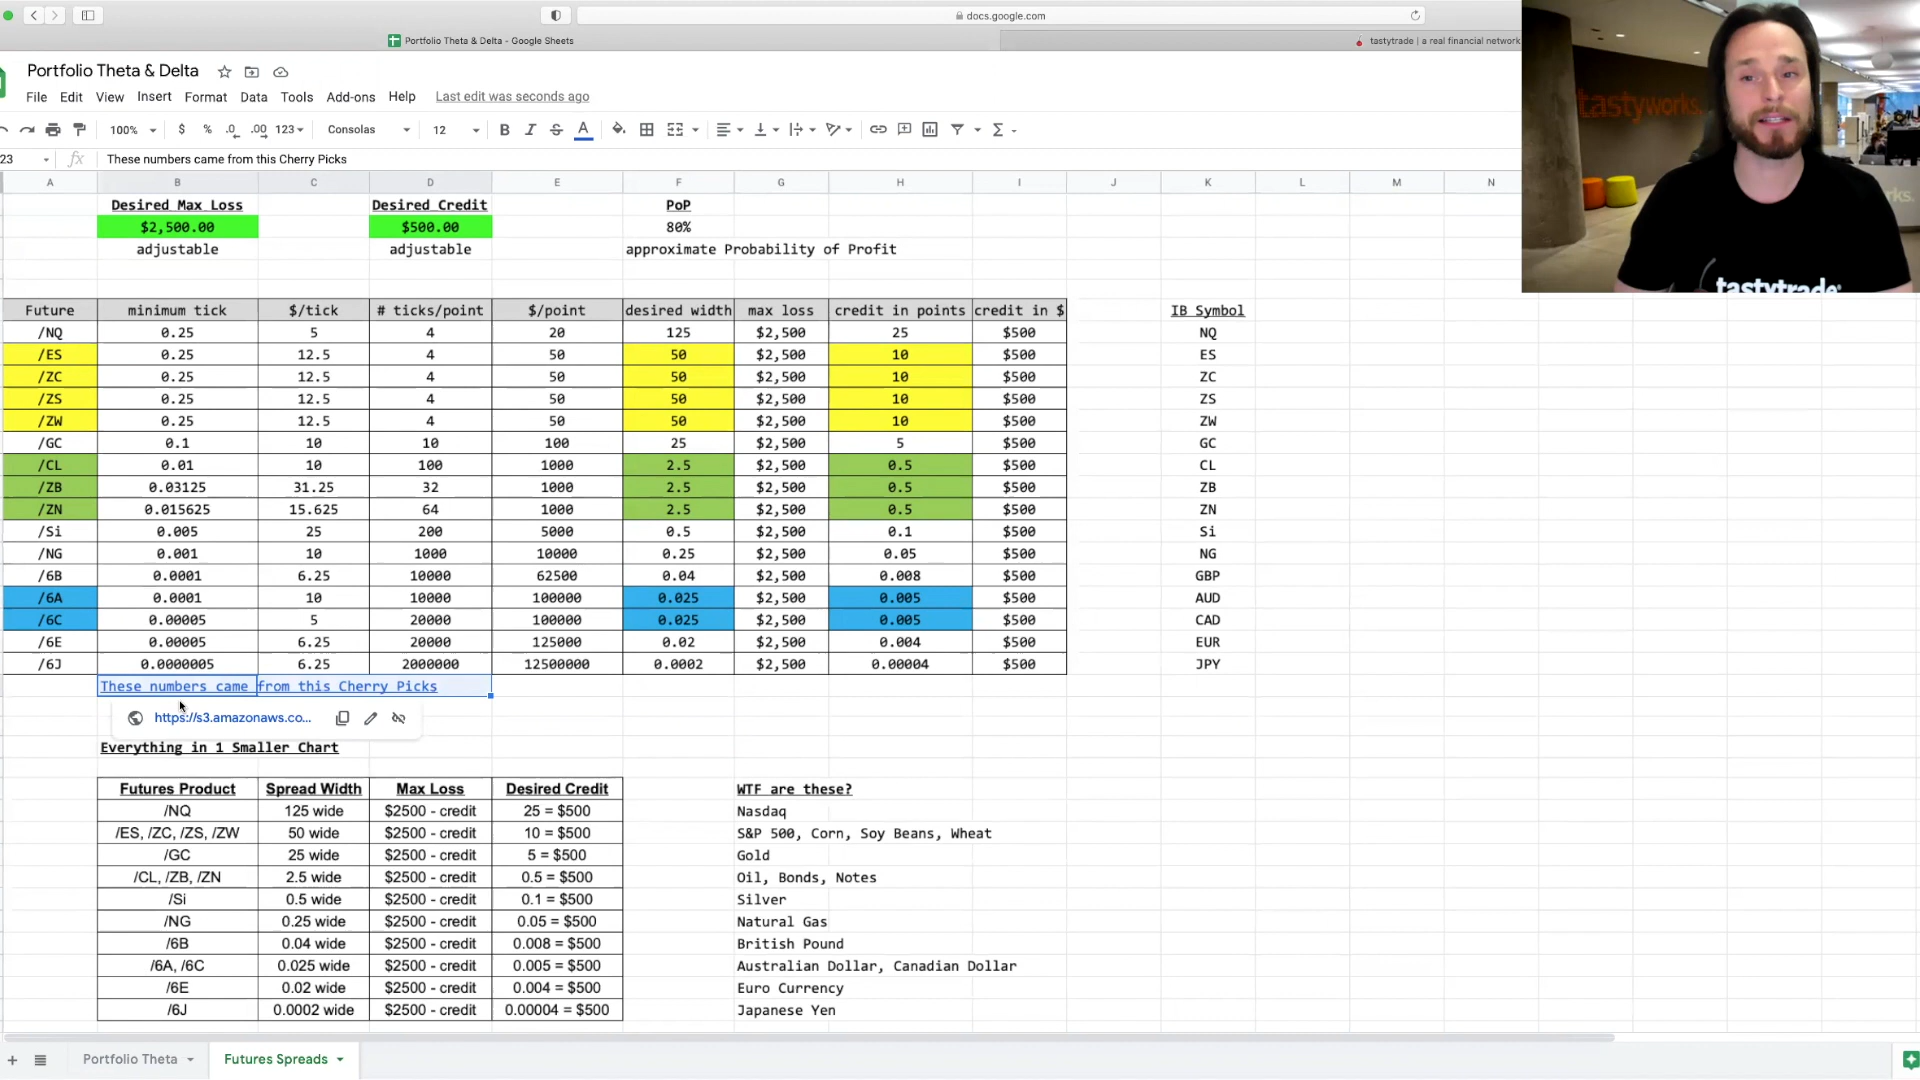 docs.google.com
Portfolio Theta & Delta - Google Sheets
tastytrade | a real financial network
Portfolio Theta & Delta
File Edit View Insert Format Data Tools Add-ons Help Last edit was seconds ago
100% $ % .0 .00 123 Consolas 12 B I S A
23 fx These numbers came from this Cherry Picks
A B C D E F G H I J K L M N
Desired Max Loss Desired Credit PoP
$2,500.00 $500.00 80%
adjustable adjustable approximate Probability of Profit
Future minimum tick $/tick # ticks/point $/point desired width max loss credit in points credit in $ IB Symbol
/NQ 0.25 5 4 20 125 $2,500 25 $500 NQ
/ES 0.25 12.5 4 50 50 $2,500 10 $500 ES
/ZC 0.25 12.5 4 50 50 $2,500 10 $500 ZC
/ZS 0.25 12.5 4 50 50 $2,500 10 $500 ZS
/ZW 0.25 12.5 4 50 50 $2,500 10 $500 ZW
/GC 0.1 10 10 100 25 $2,500 5 $500 GC
/CL 0.01 10 100 1000 2.5 $2,500 0.5 $500 CL
/ZB 0.03125 31.25 32 1000 2.5 $2,500 0.5 $500 ZB
/ZN 0.015625 15.625 64 1000 2.5 $2,500 0.5 $500 ZN
/Si 0.005 25 200 5000 0.5 $2,500 0.1 $500 Si
/NG 0.001 10 1000 10000 0.25 $2,500 0.05 $500 NG
/6B 0.0001 6.25 10000 62500 0.04 $2,500 0.008 $500 GBP
/6A 0.0001 10 10000 100000 0.025 $2,500 0.005 $500 AUD
/6C 0.00005 5 20000 100000 0.025 $2,500 0.005 $500 CAD
/6E 0.00005 6.25 20000 125000 0.02 $2,500 0.004 $500 EUR
/6J 0.0000005 6.25 2000000 12500000 0.0002 $2,500 0.00004 $500 JPY
These numbers came from this Cherry Picks
https://s3.amazonaws.co...
Everything in 1 Smaller Chart
Futures Product Spread Width Max Loss Desired Credit WTF are these?
/NQ 125 wide $2500 - credit 25 = $500 Nasdaq
/ES, /ZC, /ZS, /ZW 50 wide $2500 - credit 10 = $500 S&P 500, Corn, Soy Beans, Wheat
/GC 25 wide $2500 - credit 5 = $500 Gold
/CL, /ZB, /ZN 2.5 wide $2500 - credit 0.5 = $500 Oil, Bonds, Notes
/Si 0.5 wide $2500 - credit 0.1 = $500 Silver
/NG 0.25 wide $2500 - credit 0.05 = $500 Natural Gas
/6B 0.04 wide $2500 - credit 0.008 = $500 British Pound
/6A, /6C 0.025 wide $2500 - credit 0.005 = $500 Australian Dollar, Canadian Dollar
/6E 0.02 wide $2500 - credit 0.004 = $500 Euro Currency
/6J 0.0002 wide $2500 - credit 0.00004 = $500 Japanese Yen
Portfolio Theta Futures Spreads
tastyworks.
ks.
tastytrade